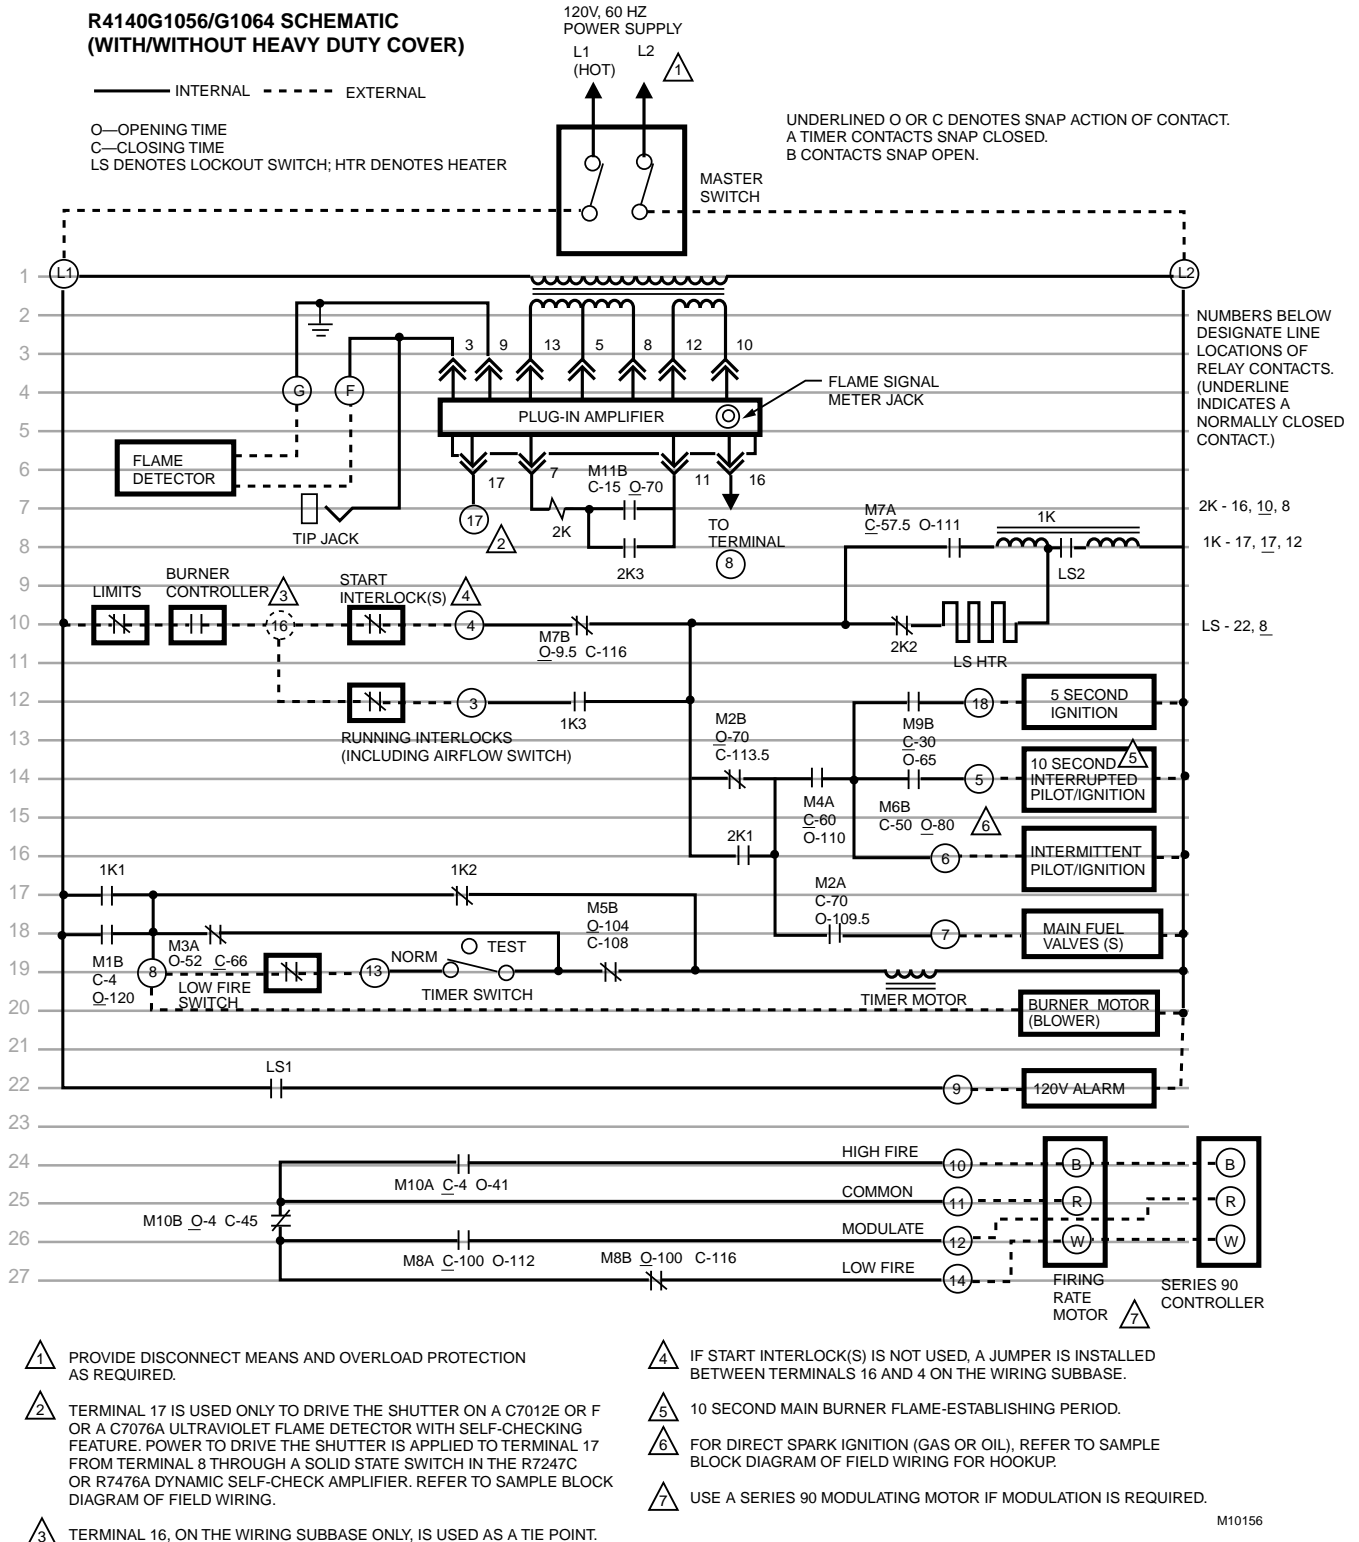 R4140G1056/G1064 SCHEMATIC
(WITH/WITHOUT HEAVY DUTY COVER)
120V, 60 HZ
POWER SUPPLY
L1
(HOT)
L2
1
INTERNAL
EXTERNAL
O—OPENING TIME
C—CLOSING TIME
LS DENOTES LOCKOUT SWITCH; HTR DENOTES HEATER
UNDERLINED O OR C DENOTES SNAP ACTION OF CONTACT.
A TIMER CONTACTS SNAP CLOSED.
B CONTACTS SNAP OPEN.
MASTER
SWITCH
1
L1
L2
2
NUMBERS BELOW
DESIGNATE LINE
LOCATIONS OF
RELAY CONTACTS.
(UNDERLINE
INDICATES A
NORMALLY CLOSED
CONTACT.)
3
3 9 13 5 8 12 10
4
G
F
FLAME SIGNAL
METER JACK
PLUG-IN AMPLIFIER
5
6
FLAME
DETECTOR
17 7 11 16
M11B
C-15 O-70
7
TIP JACK
17
2
2K
TO
TERMINAL
8
M7A
C-57.5 O-111
1K
2K - 16, 10, 8
8
2K3
LS2
1K - 17, 17, 12
9
LIMITS
BURNER
CONTROLLER
3
START
INTERLOCK(S)
4
10
16
4
M7B
O-9.5 C-116
2K2
LS HTR
LS - 22, 8
11
12
3
1K3
RUNNING INTERLOCKS
(INCLUDING AIRFLOW SWITCH)
M2B
O-70
C-113.5
18
M9B
C-30
O-65
5 SECOND
IGNITION
13
14
M4A
C-60
O-110
5
5
10 SECOND
INTERRUPTED
PILOT/IGNITION
15
M6B
C-50 O-80
6
16
2K1
6
INTERMITTENT
PILOT/IGNITION
17
1K1
1K2
M2A
C-70
O-109.5
18
M1B
C-4
O-120
M3A
O-52 C-66
M5B
O-104
C-108
7
MAIN FUEL
VALVES (S)
19
8
LOW FIRE
SWITCH
13
NORM
TEST
TIMER SWITCH
TIMER MOTOR
20
BURNER MOTOR
(BLOWER)
21
22
LS1
9
120V ALARM
23
24
HIGH FIRE
10
B
B
M10A C-4 O-41
25
COMMON
11
R
R
M10B O-4 C-45
26
MODULATE
12
W
W
M8A C-100 O-112
M8B O-100 C-116
27
LOW FIRE
14
FIRING
RATE
MOTOR
7
SERIES 90
CONTROLLER
1 PROVIDE DISCONNECT MEANS AND OVERLOAD PROTECTION
AS REQUIRED.
2 TERMINAL 17 IS USED ONLY TO DRIVE THE SHUTTER ON A C7012E OR F
OR A C7076A ULTRAVIOLET FLAME DETECTOR WITH SELF-CHECKING
FEATURE. POWER TO DRIVE THE SHUTTER IS APPLIED TO TERMINAL 17
FROM TERMINAL 8 THROUGH A SOLID STATE SWITCH IN THE R7247C
OR R7476A DYNAMIC SELF-CHECK AMPLIFIER. REFER TO SAMPLE BLOCK
DIAGRAM OF FIELD WIRING.
3 TERMINAL 16, ON THE WIRING SUBBASE ONLY, IS USED AS A TIE POINT.
4 IF START INTERLOCK(S) IS NOT USED, A JUMPER IS INSTALLED
BETWEEN TERMINALS 16 AND 4 ON THE WIRING SUBBASE.
5 10 SECOND MAIN BURNER FLAME-ESTABLISHING PERIOD.
6 FOR DIRECT SPARK IGNITION (GAS OR OIL), REFER TO SAMPLE
BLOCK DIAGRAM OF FIELD WIRING FOR HOOKUP.
7 USE A SERIES 90 MODULATING MOTOR IF MODULATION IS REQUIRED.
M10156